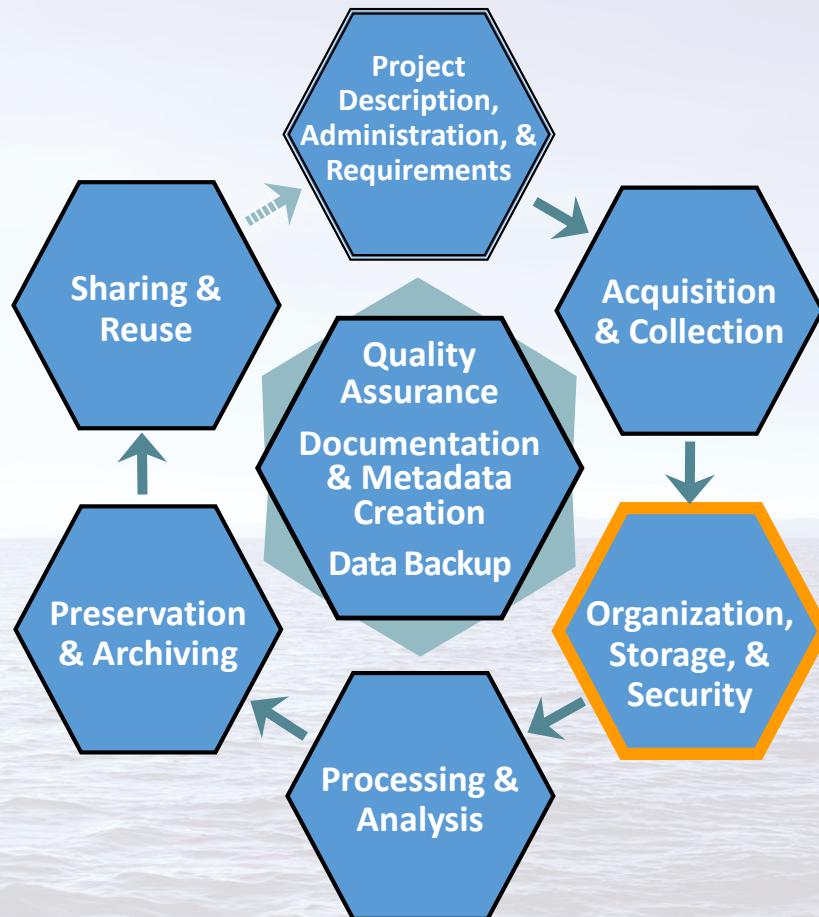 Project
Description,
Administration, &
Requirements
Sharing &
Reuse
Acquisition
& Collection
Quality
Assurance
Documentation
& Metadata
Creation
Data Backup
Preservation
& Archiving
Organization,
Storage, &
Security
Processing &
Analysis